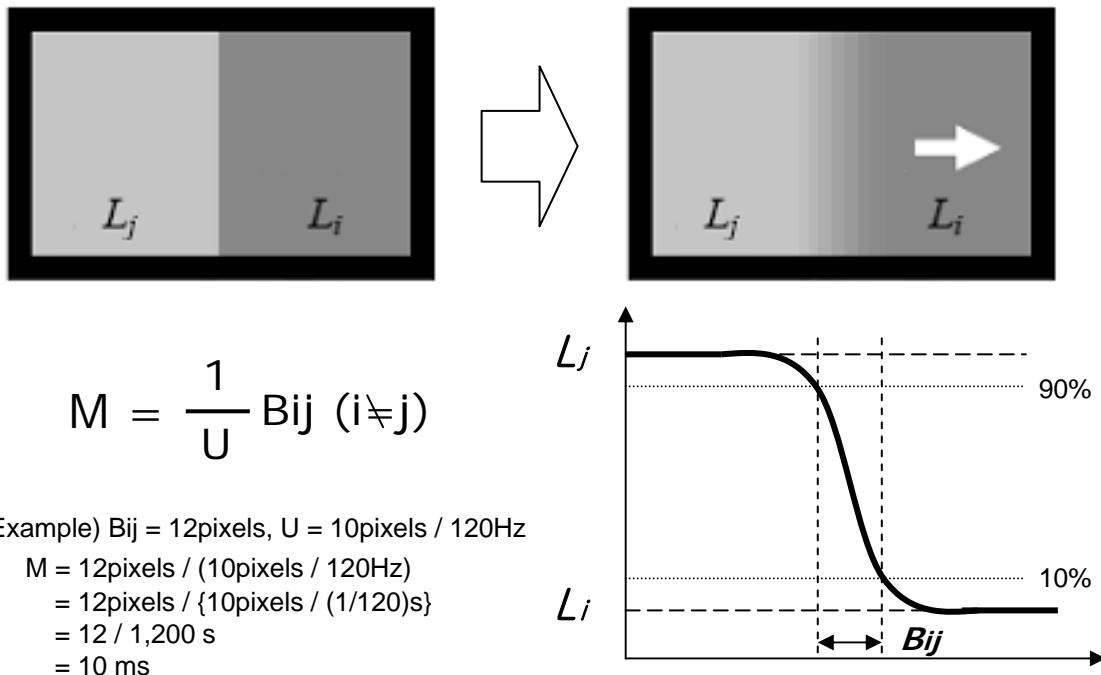 Lj Li
Lj Li
M = 1/U Bij (i≒j)
Example) Bij = 12pixels, U = 10pixels / 120Hz
M = 12pixels / (10pixels / 120Hz)
= 12pixels / {10pixels / (1/120)s}
= 12 / 1,200 s
= 10 ms
Lj
90%
10%
Li
Bij